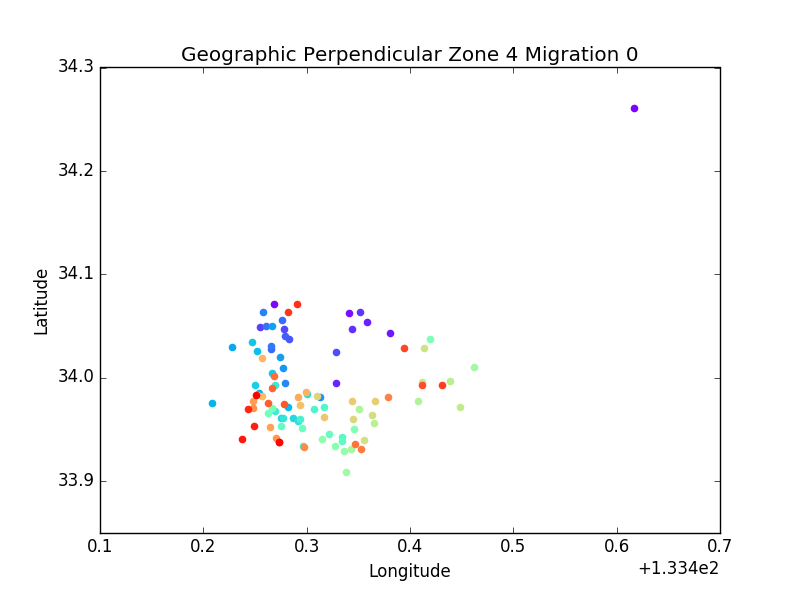 Geographic Perpendicular Zone 4 Migration 0
34.3
34.2
34.1
34.0
33.9
Latitude
0.1 0.2 0.3 0.4 0.5 0.6 0.7
+1.334e2
Longitude